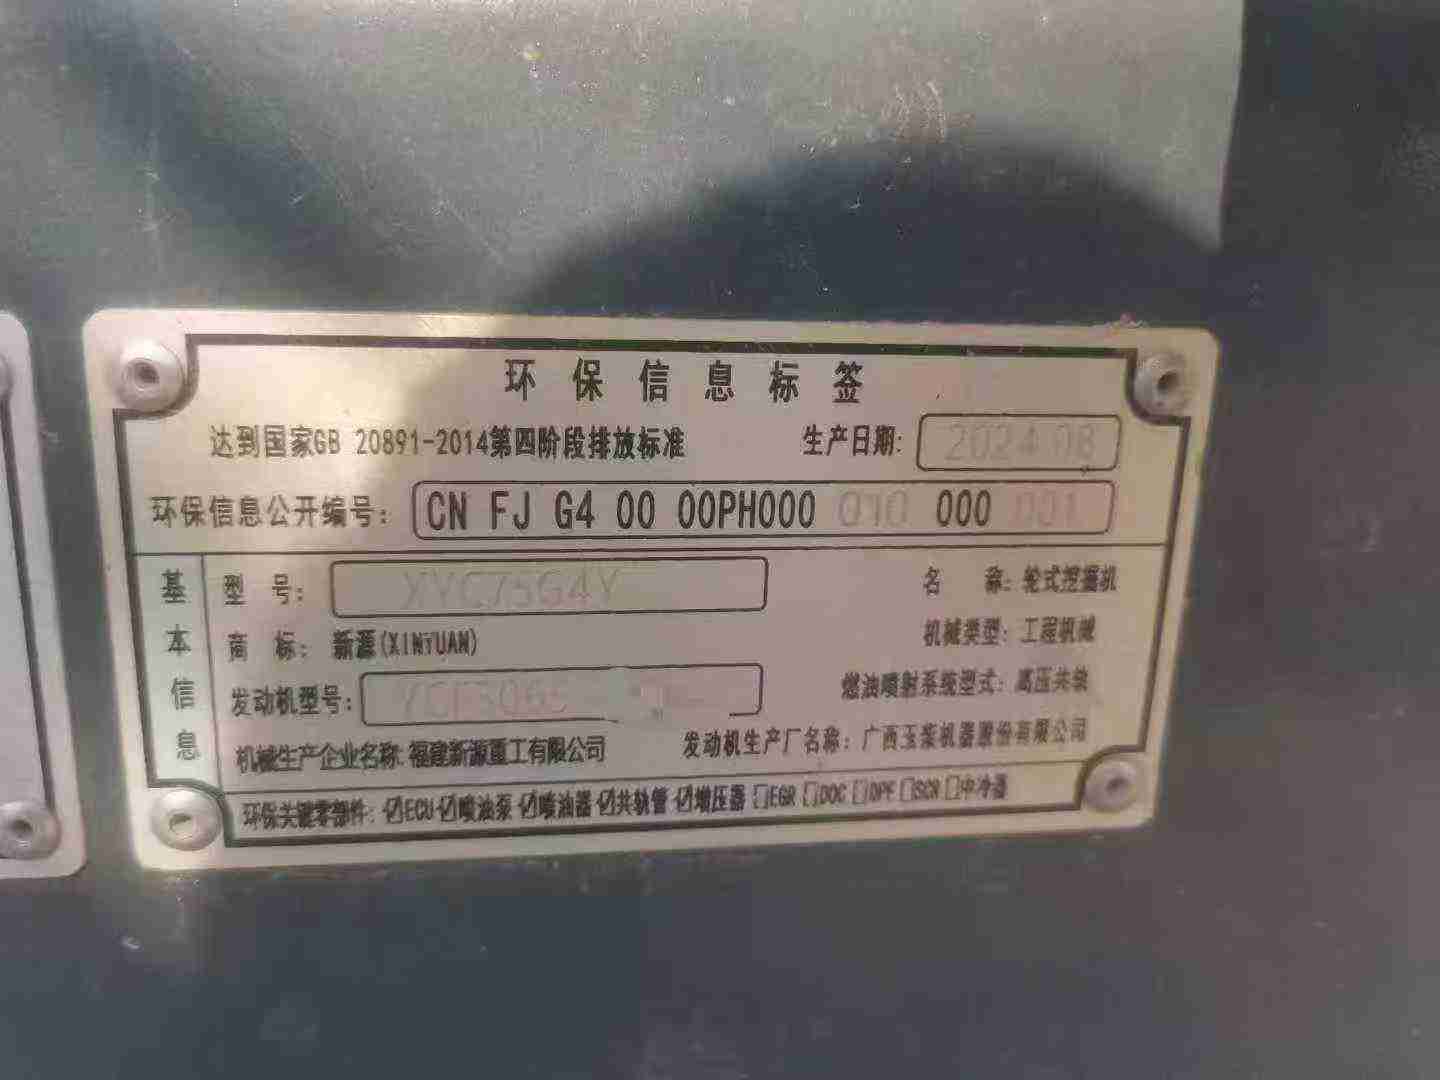 环保信息标签
达到国家GB 20891-2014第四阶段排放标准 生产日期: 2024.08
环保信息公开编号: CN FJ G4 00 00PH000 010 000 001
基本信息
型 号: XYC75G4Y 名 称: 轮式挖掘机
商 标: 新源(XINYUAN) 机械类型: 工程机械
发动机型号: 燃油喷射系统型式: 高压共轨
机械生产企业名称: 福建新源重工有限公司 发动机生产厂名称: 广西玉柴机器股份有限公司
环保关键零部件: ☑ECU ☑喷油泵 ☑喷油器 ☑共轨管 ☑增压器 □EGR □DOC □DPF □SCR □中冷器